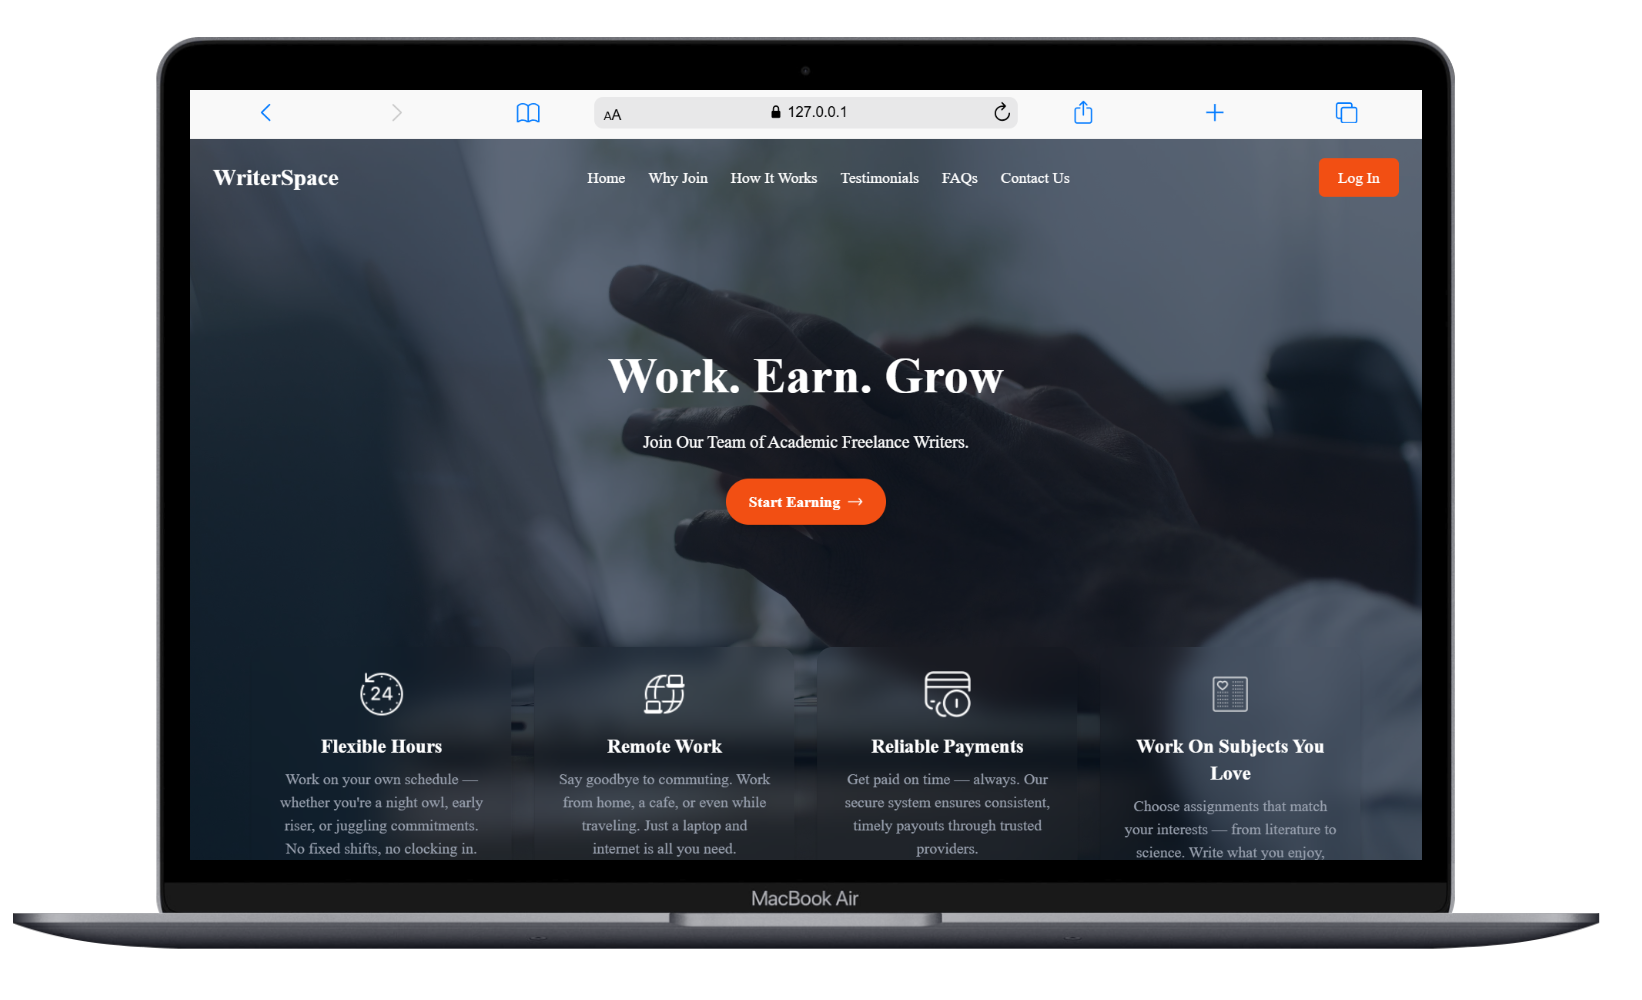 AA 127.0.0.1
WriterSpace Home Why Join How It Works Testimonials FAQs Contact Us Log In
Work. Earn. Grow
Join Our Team of Academic Freelance Writers.
Start Earning →
24
Flexible Hours
Work on your own schedule —
whether you're a night owl, early
riser, or juggling commitments.
No fixed shifts, no clocking in.
Remote Work
Say goodbye to commuting. Work
from home, a cafe, or even while
traveling. Just a laptop and
internet is all you need.
Reliable Payments
Get paid on time — always. Our
secure system ensures consistent,
timely payouts through trusted
providers.
Work On Subjects You
Love
Choose assignments that match
your interests — from literature to
science. Write what you enjoy,
MacBook Air